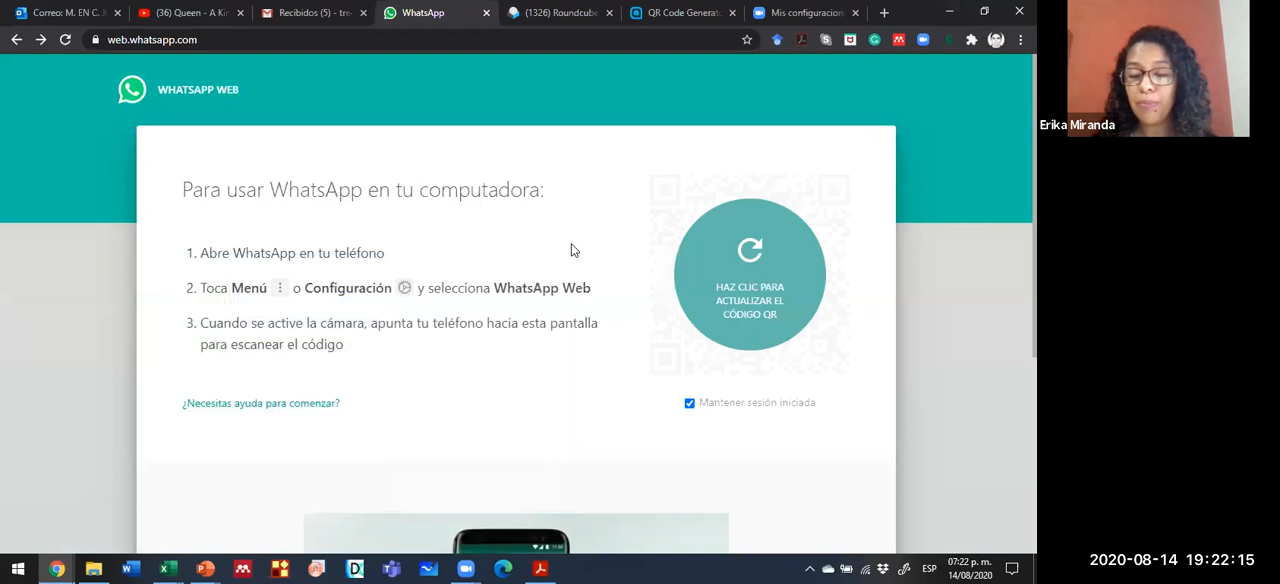 Correo: M. EN C. J
(36) Queen - A Kin
Recibidos (5) - tre
WhatsApp
(1326) Roundcube
QR Code Generat
Mis configuracion
web.whatsapp.com
WHATSAPP WEB
Erika Miranda
Para usar WhatsApp en tu computadora:
1. Abre WhatsApp en tu teléfono
2. Toca Menú o Configuración y selecciona WhatsApp Web
3. Cuando se active la cámara, apunta tu teléfono hacia esta pantalla
para escanear el código
HAZ CLIC PARA
ACTUALIZAR EL
CÓDIGO QR
¿Necesitas ayuda para comenzar?
Mantener sesión iniciada
ESP
07:22 p. m.
14/08/2020
2020-08-14 19:22:15